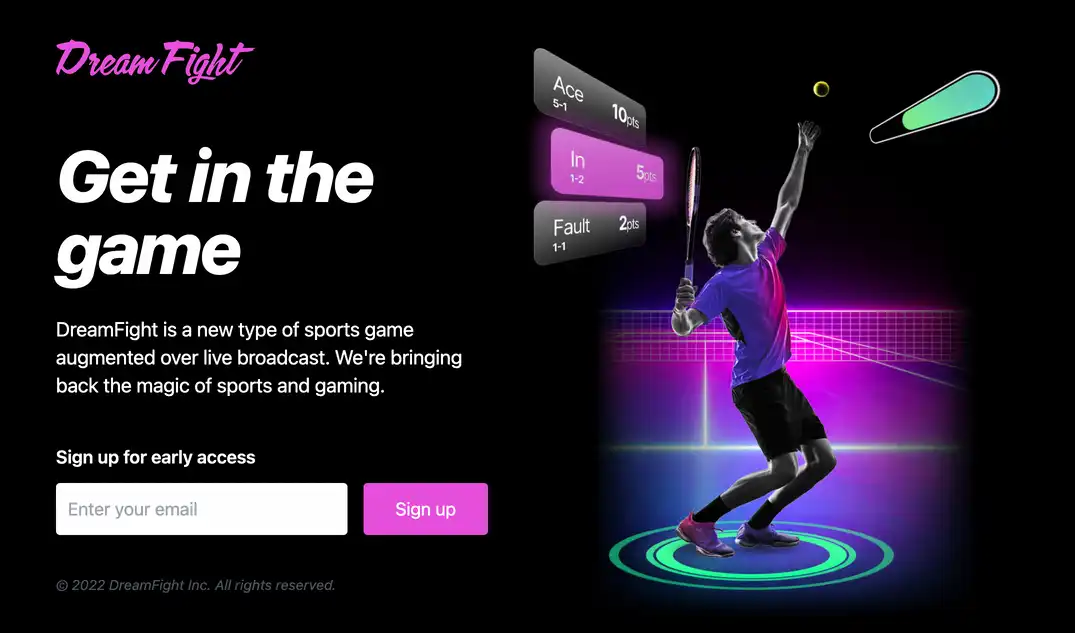 Dream Fight
Get in the
game
DreamFight is a new type of sports game
augmented over live broadcast. We're bringing
back the magic of sports and gaming.
Sign up for early access
Enter your email
Sign up
© 2022 DreamFight Inc. All rights reserved.
Ace
5-1
10pts
In
1-2
5pts
Fault
1-1
2pts